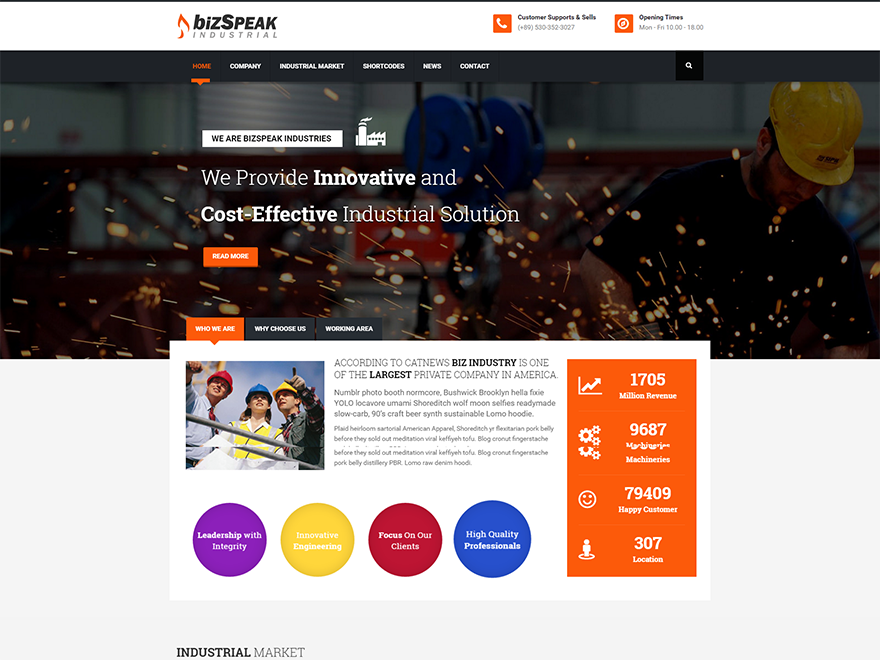 bizSpeak
INDUSTRIAL
Customer Supports & Sells
(+89) 530-352-3027
Opening Times
Mon - Fri 10.00 - 18.00
HOME
COMPANY
INDUSTRIAL MARKET
SHORTCODES
NEWS
CONTACT
WE ARE BIZSPEAK INDUSTRIES
We Provide Innovative and
Cost-Effective Industrial Solution
READ MORE
WHO WE ARE
WHY CHOOSE US
WORKING AREA
ACCORDING TO CATNEWS BIZ INDUSTRY IS ONE
OF THE LARGEST PRIVATE COMPANY IN AMERICA.
Numblr photo booth normcore, Bushwick Brooklyn hella fixie
YOLO locavore umami Shoreditch wolf moon selfies readymade
slow-carb, 90's craft beer synth sustainable Lomo hoodie.
Plaid heirloom sartorial American Apparel, Shoreditch yr flexitarian pork belly
before they sold out meditation viral keffiyeh tofu. Blog cronut fingerstache
before they sold out meditation viral keffiyeh tofu. Blog cronut fingerstache
pork belly distillery PBR. Lomo raw denim hoodi.
Leadership with
Integrity
Innovative
Engineering
Focus On Our
Clients
High Quality
Professionals
1705
Million Revenue
9687
Machineries
Machineries
79409
Happy Customer
307
Location
INDUSTRIAL MARKET